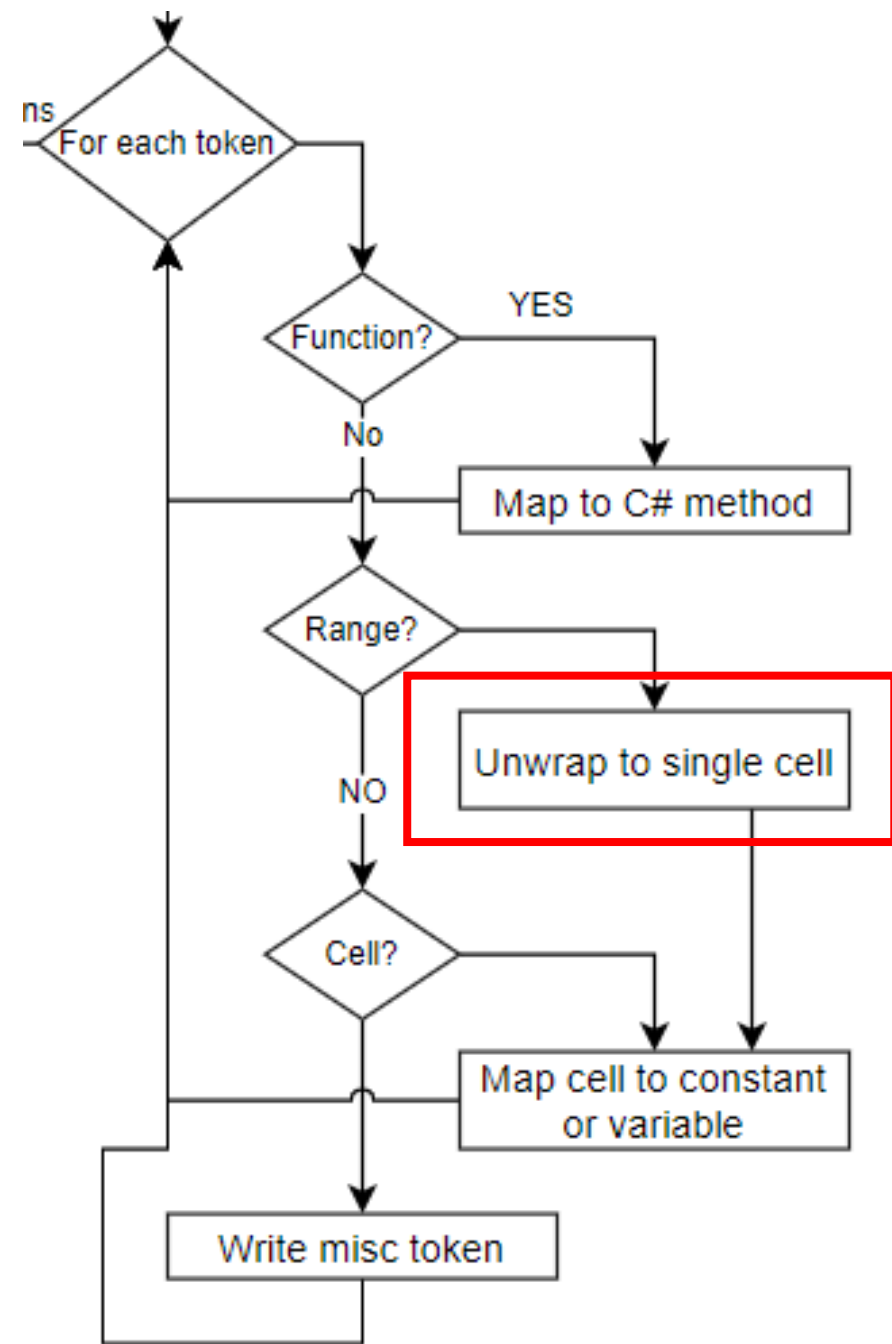 ns
For each token
Function?
YES
No
Map to C# method
Range?
Unwrap to single cell
NO
Cell?
Map cell to constant
or variable
Write misc token